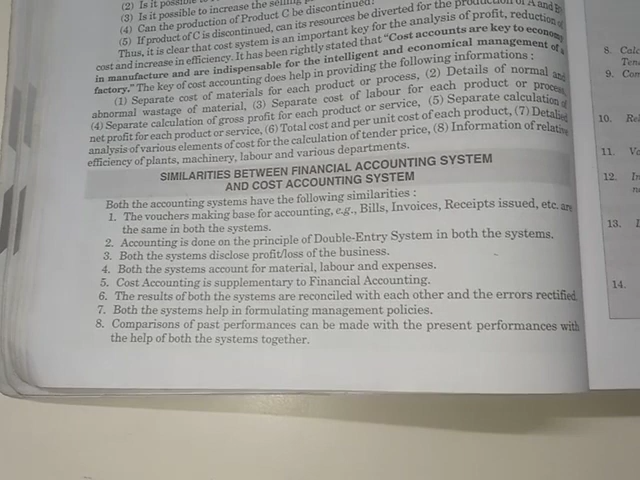 (2) Is it possible
(3) Is it possible to increase the selling
(4) Can the production of Product C be discontinued?
(5) If product of C is discontinued, can its resources be diverted for the production of A and B?
Thus, it is clear that cost system is an important key for the analysis of profit, reduction of
cost and increase in efficiency. It has been rightly stated that "Cost accounts are key to economy
in manufacture and are indispensable for the intelligent and economical management of a
factory." The key of cost accounting does help in providing the following informations :
(1) Separate cost of materials for each product or process, (2) Details of normal and
abnormal wastage of material, (3) Separate cost of labour for each product or process,
(4) Separate calculation of gross profit for each product or service, (5) Separate calculation of
net profit for each product or service, (6) Total cost and per unit cost of each product, (7) Detailed
analysis of various elements of cost for the calculation of tender price, (8) Information of relative
efficiency of plants, machinery, labour and various departments.
SIMILARITIES BETWEEN FINANCIAL ACCOUNTING SYSTEM
AND COST ACCOUNTING SYSTEM
Both the accounting systems have the following similarities :
1. The vouchers making base for accounting, e.g., Bills, Invoices, Receipts issued, etc. are
the same in both the systems.
2. Accounting is done on the principle of Double-Entry System in both the systems.
3. Both the systems disclose profit/loss of the business.
4. Both the systems account for material, labour and expenses.
5. Cost Accounting is supplementary to Financial Accounting.
6. The results of both the systems are reconciled with each other and the errors rectified.
7. Both the systems help in formulating management policies.
8. Comparisons of past performances can be made with the present performances with
the help of both the systems together.
8. Calc
Ten
9. Com
10. Rel
11.
12. In
13.
14.